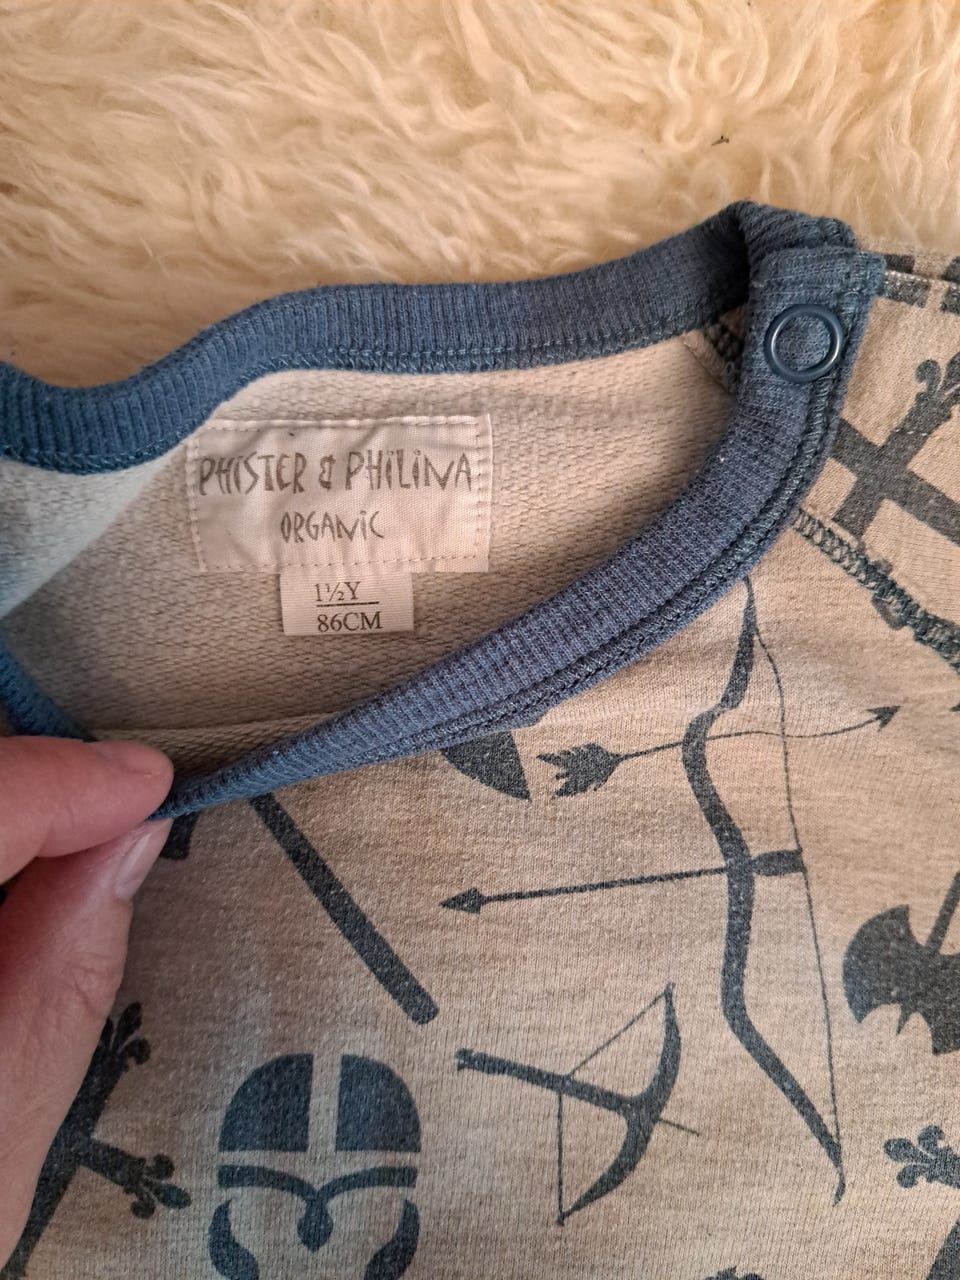 PHISTER & PHILINA
ORGANIC
1½Y
86CM